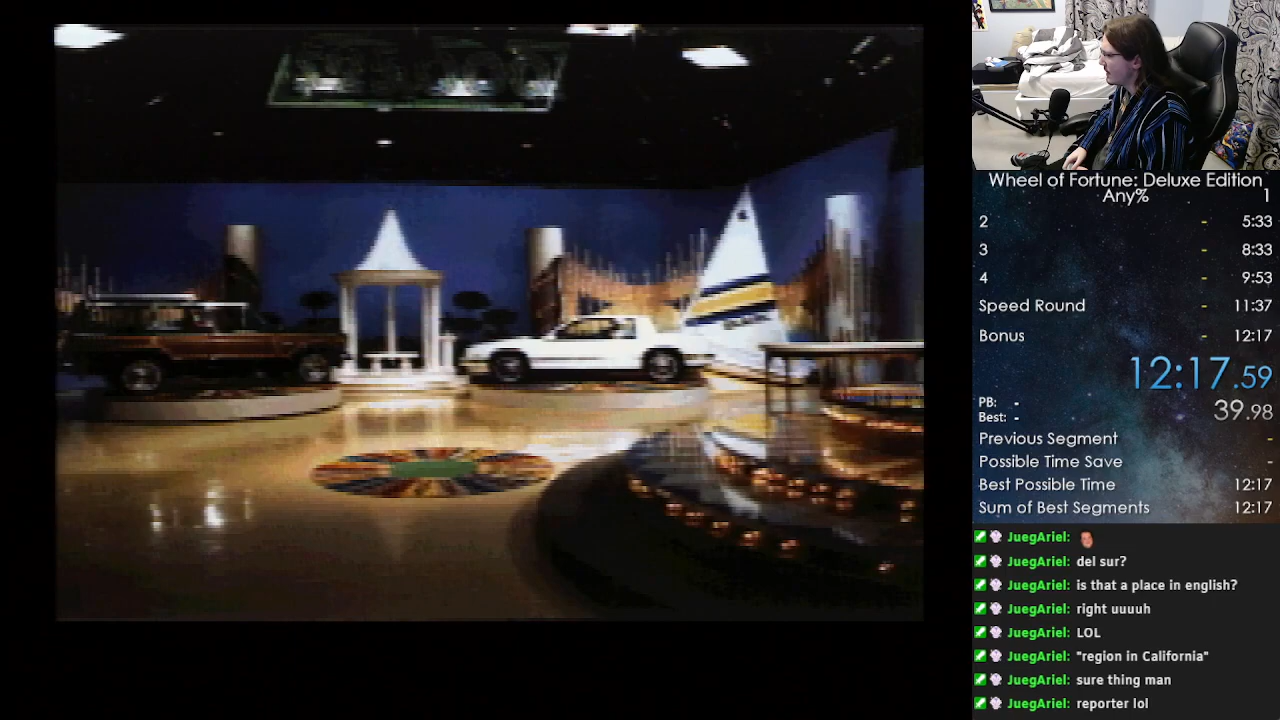 Wheel of Fortune: Deluxe Edition
Any% 1
2 - 5:33
3 - 8:33
4 - 9:53
Speed Round - 11:37
Bonus - 12:17
12:17.59
PB: - 39.98
Best: -
Previous Segment -
Possible Time Save -
Best Possible Time 12:17
Sum of Best Segments 12:17
JuegAriel:
JuegAriel: del sur?
JuegAriel: is that a place in english?
JuegAriel: right uuuuh
JuegAriel: LOL
JuegAriel: "region in California"
JuegAriel: sure thing man
JuegAriel: reporter lol